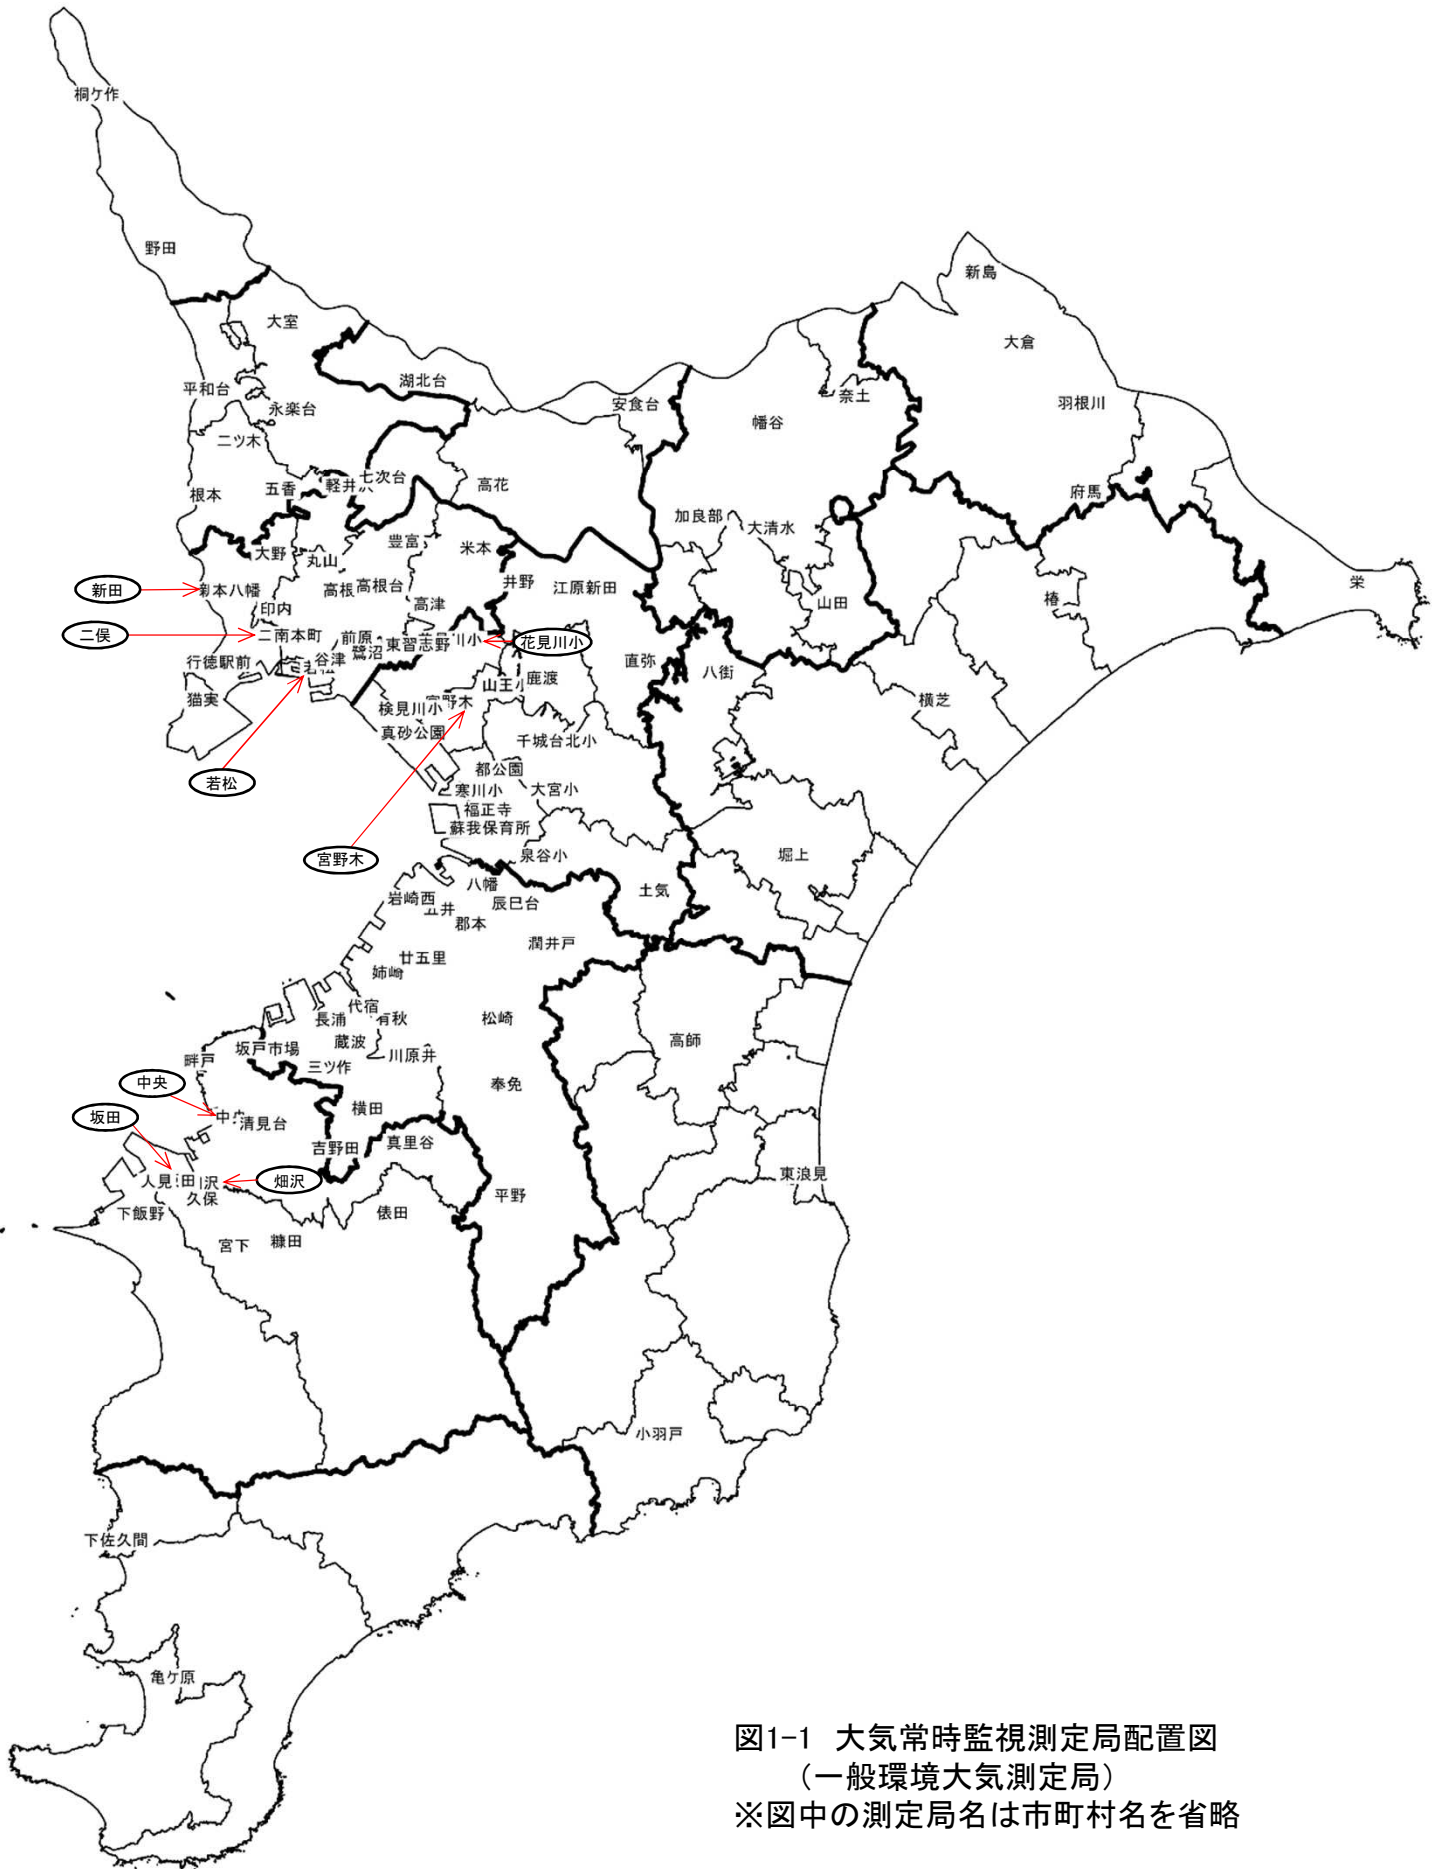 桐ケ作
野田
新島
大室
大倉
湖北台
平和台
奈土
安食台
羽根川
永楽台
幡谷
二ツ木
七次台
軽井
高花
五香
府馬
根本
加良部
大清水
豊富
米本
大野
丸山
井野
栄
新田
本八幡
高根
高根台
江原新田
椿
高津
山田
印内
二俣
二南本町
前原
東習志野
川小
花見川小
鷺沼
谷津
行徳駅前
直弥
八街
鹿渡
山王小
猫実
横芝
宮野木
検見川小
野木
真砂公園
千城台北小
都公園
若松
寒川小
大宮小
福正寺
蘇我保育所
宮野木
泉谷小
堀上
八幡
土気
岩崎西
五井
辰巳台
郡本
潤井戸
廿五里
姉崎
代宿
長浦
有秋
松崎
高師
蔵波
坂戸市場
川原井
畔戸
三ツ作
中央
奉免
横田
中央
清見台
坂田
真里谷
吉野田
東浪見
人見
田
沢
畑沢
久保
平野
下飯野
俵田
宮下
糠田
小羽戸
下佐久間
亀ケ原
図1-1 大気常時監視測定局配置図
（一般環境大気測定局）
※図中の測定局名は市町村名を省略